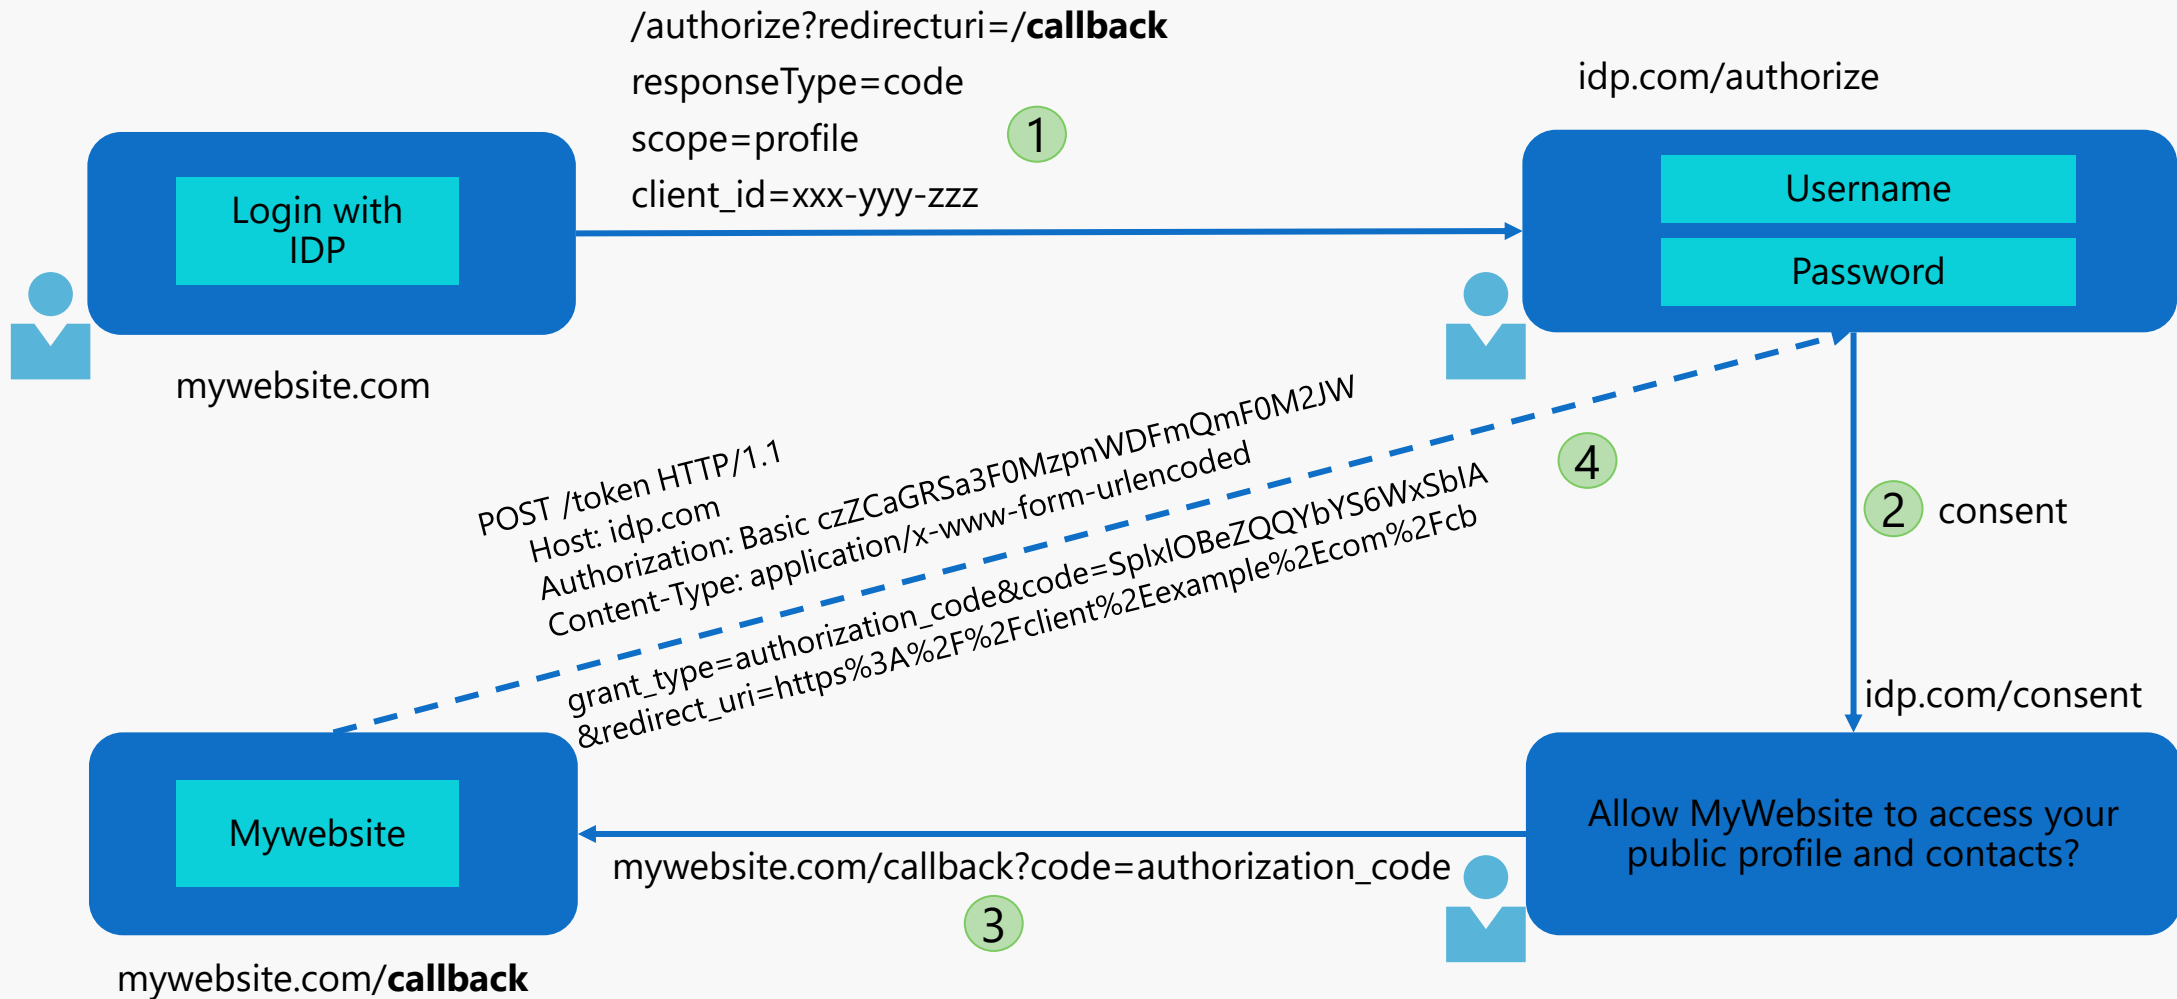 /authorize?redirecturi=/callback
responseType=code
scope=profile
client_id=xxx-yyy-zzz
1
idp.com/authorize
Login with
IDP
Username
Password
mywebsite.com
POST /token HTTP/1.1
Host: idp.com
Authorization: Basic czZCaGRSa3F0MzpnWDFmQmF0M2JW
Content-Type: application/x-www-form-urlencoded
grant_type=authorization_code&code=SplxlOBeZQQYbYS6WxSbIA
&redirect_uri=https%3A%2F%2Fclient%2Eexample%2Ecom%2Fcb
4
2
consent
idp.com/consent
Mywebsite
Allow MyWebsite to access your
public profile and contacts?
mywebsite.com/callback?code=authorization_code
3
mywebsite.com/callback